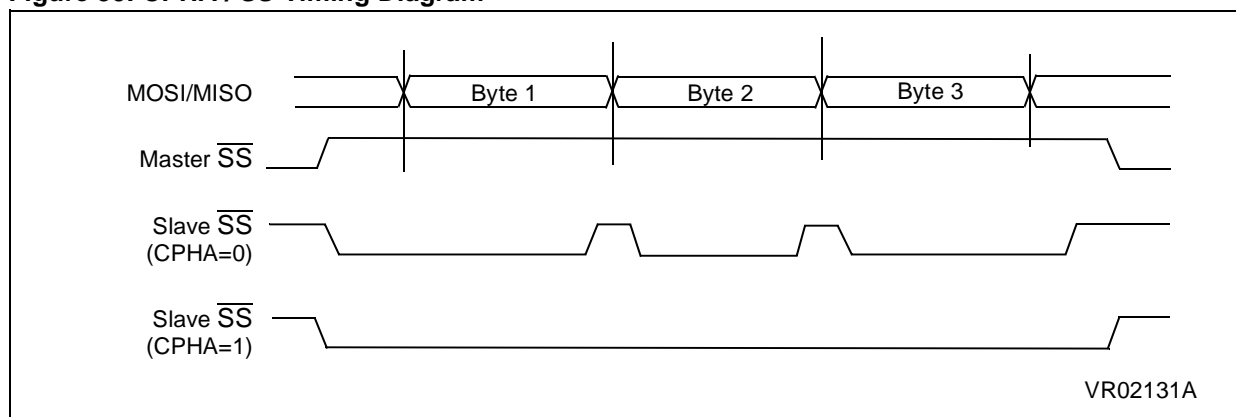 MOSI/MISO
Byte 1
Byte 2
Byte 3
Master SS
Slave SS
(CPHA=0)
Slave SS
(CPHA=1)
VR02131A